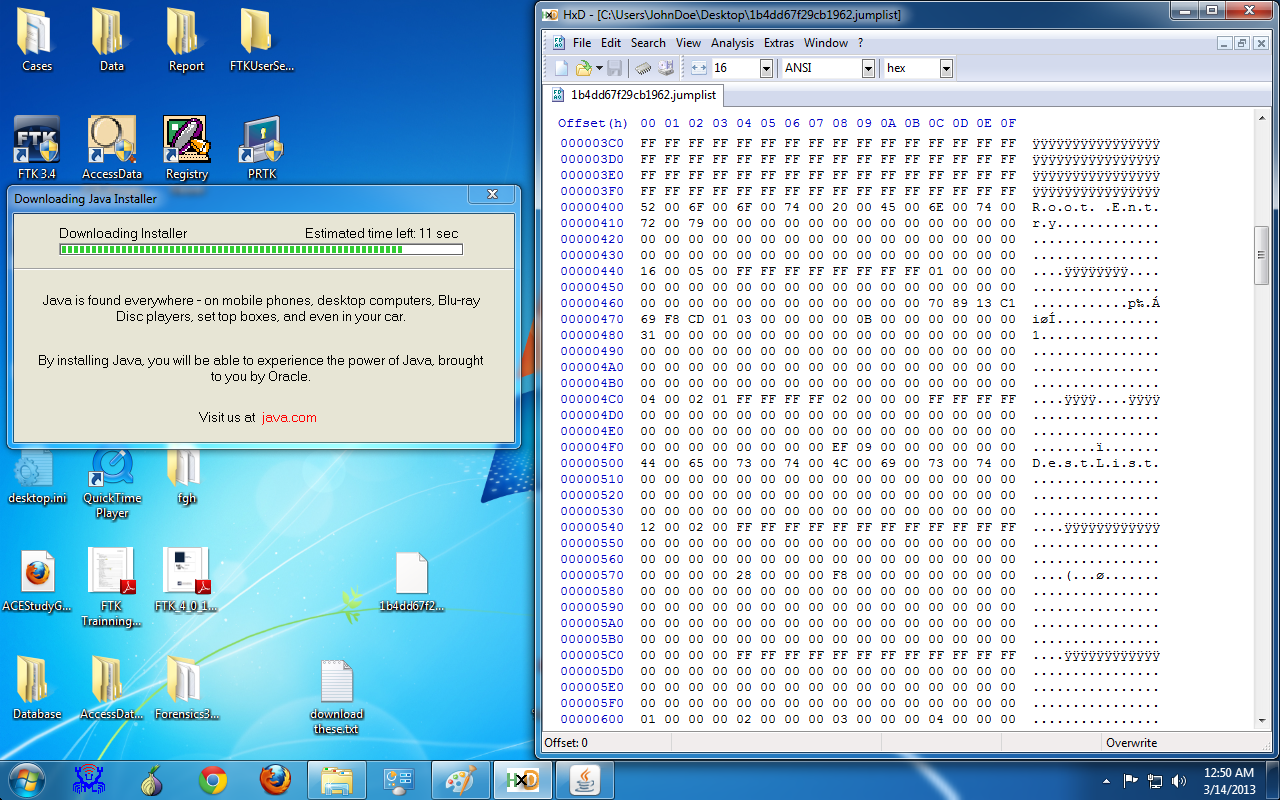 Cases
Data
Report
FTKUserSe...
FTK
FTK 3.4
AccessData
Registry
PRTK
Downloading Java Installer
Downloading Installer
Estimated time left: 11 sec
Java is found everywhere - on mobile phones, desktop computers, Blu-ray
Disc players, set top boxes, and even in your car.
By installing Java, you will be able to experience the power of Java, brought
to you by Oracle.
Visit us at java.com
desktop.ini
QuickTime
Player
fgh
ACEStudyG...
FTK
Trainning...
FTK_4_0_1...
1b4dd67f2...
Database
AccessDat...
Forensics3...
download
these.txt
HxD - [C:\Users\JohnDoe\Desktop\1b4dd67f29cb1962.jumplist]
File Edit Search View Analysis Extras Window ?
16 ANSI hex
1b4dd67f29cb1962.jumplist
Offset(h) 00 01 02 03 04 05 06 07 08 09 0A 0B 0C 0D 0E 0F
000003C0 FF FF FF FF FF FF FF FF FF FF FF FF FF FF FF FF ÿÿÿÿÿÿÿÿÿÿÿÿÿÿÿÿ
000003D0 FF FF FF FF FF FF FF FF FF FF FF FF FF FF FF FF ÿÿÿÿÿÿÿÿÿÿÿÿÿÿÿÿ
000003E0 FF FF FF FF FF FF FF FF FF FF FF FF FF FF FF FF ÿÿÿÿÿÿÿÿÿÿÿÿÿÿÿÿ
000003F0 FF FF FF FF FF FF FF FF FF FF FF FF FF FF FF FF ÿÿÿÿÿÿÿÿÿÿÿÿÿÿÿÿ
00000400 52 00 6F 00 6F 00 74 00 20 00 45 00 6E 00 74 00 R.o.o.t. .E.n.t.
00000410 72 00 79 00 00 00 00 00 00 00 00 00 00 00 00 00 r.y.............
00000420 00 00 00 00 00 00 00 00 00 00 00 00 00 00 00 00 ................
00000430 00 00 00 00 00 00 00 00 00 00 00 00 00 00 00 00 ................
00000440 16 00 05 00 FF FF FF FF FF FF FF FF 01 00 00 00 ....ÿÿÿÿÿÿÿÿ....
00000450 00 00 00 00 00 00 00 00 00 00 00 00 00 00 00 00 ................
00000460 00 00 00 00 00 00 00 00 00 00 00 00 70 89 13 C1 ............p‰.Á
00000470 69 F8 CD 01 03 00 00 00 00 0B 00 00 00 00 00 00 iøÍ.............
00000480 31 00 00 00 00 00 00 00 00 00 00 00 00 00 00 00 1...............
00000490 00 00 00 00 00 00 00 00 00 00 00 00 00 00 00 00 ................
000004A0 00 00 00 00 00 00 00 00 00 00 00 00 00 00 00 00 ................
000004B0 00 00 00 00 00 00 00 00 00 00 00 00 00 00 00 00 ................
000004C0 04 00 02 01 FF FF FF FF 02 00 00 00 FF FF FF FF ....ÿÿÿÿ....ÿÿÿÿ
000004D0 00 00 00 00 00 00 00 00 00 00 00 00 00 00 00 00 ................
000004E0 00 00 00 00 00 00 00 00 00 00 00 00 00 00 00 00 ................
000004F0 00 00 00 00 00 00 00 00 EF 09 00 00 00 00 00 00 ........ï.......
00000500 44 00 65 00 73 00 74 00 4C 00 69 00 73 00 74 00 D.e.s.t.L.i.s.t.
00000510 00 00 00 00 00 00 00 00 00 00 00 00 00 00 00 00 ................
00000520 00 00 00 00 00 00 00 00 00 00 00 00 00 00 00 00 ................
00000530 00 00 00 00 00 00 00 00 00 00 00 00 00 00 00 00 ................
00000540 12 00 02 00 FF FF FF FF FF FF FF FF FF FF FF FF ....ÿÿÿÿÿÿÿÿÿÿÿÿ
00000550 00 00 00 00 00 00 00 00 00 00 00 00 00 00 00 00 ................
00000560 00 00 00 00 00 00 00 00 00 00 00 00 00 00 00 00 ................
00000570 00 00 00 00 28 00 00 00 F8 00 00 00 00 00 00 00 ....(...ø.......
00000580 00 00 00 00 00 00 00 00 00 00 00 00 00 00 00 00 ................
00000590 00 00 00 00 00 00 00 00 00 00 00 00 00 00 00 00 ................
000005A0 00 00 00 00 00 00 00 00 00 00 00 00 00 00 00 00 ................
000005B0 00 00 00 00 00 00 00 00 00 00 00 00 00 00 00 00 ................
000005C0 00 00 00 00 FF FF FF FF FF FF FF FF FF FF FF FF ....ÿÿÿÿÿÿÿÿÿÿÿÿ
000005D0 00 00 00 00 00 00 00 00 00 00 00 00 00 00 00 00 ................
000005E0 00 00 00 00 00 00 00 00 00 00 00 00 00 00 00 00 ................
000005F0 00 00 00 00 00 00 00 00 00 00 00 00 00 00 00 00 ................
00000600 01 00 00 00 02 00 00 00 03 00 00 00 04 00 00 00 ................
Offset: 0
Overwrite
HxD
12:50 AM
3/14/2013